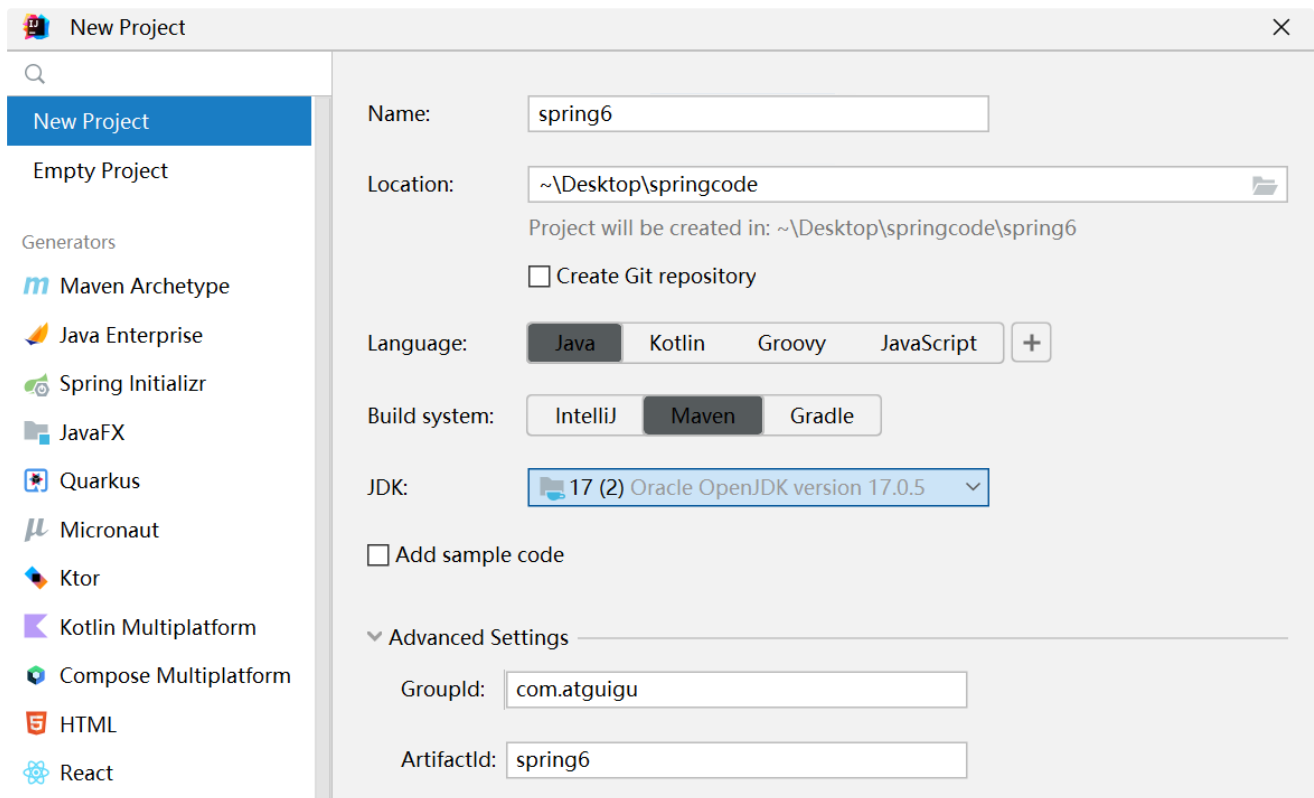 New Project
New Project
Empty Project
Generators
Maven Archetype
Java Enterprise
Spring Initializr
JavaFX
Quarkus
Micronaut
Ktor
Kotlin Multiplatform
Compose Multiplatform
HTML
React
Name: spring6
Location: ~\Desktop\springcode
Project will be created in: ~\Desktop\springcode\spring6
Create Git repository
Language: Java Kotlin Groovy JavaScript +
Build system: IntelliJ Maven Gradle
JDK: 17 (2) Oracle OpenJDK version 17.0.5
Add sample code
Advanced Settings
GroupId: com.atguigu
ArtifactId: spring6